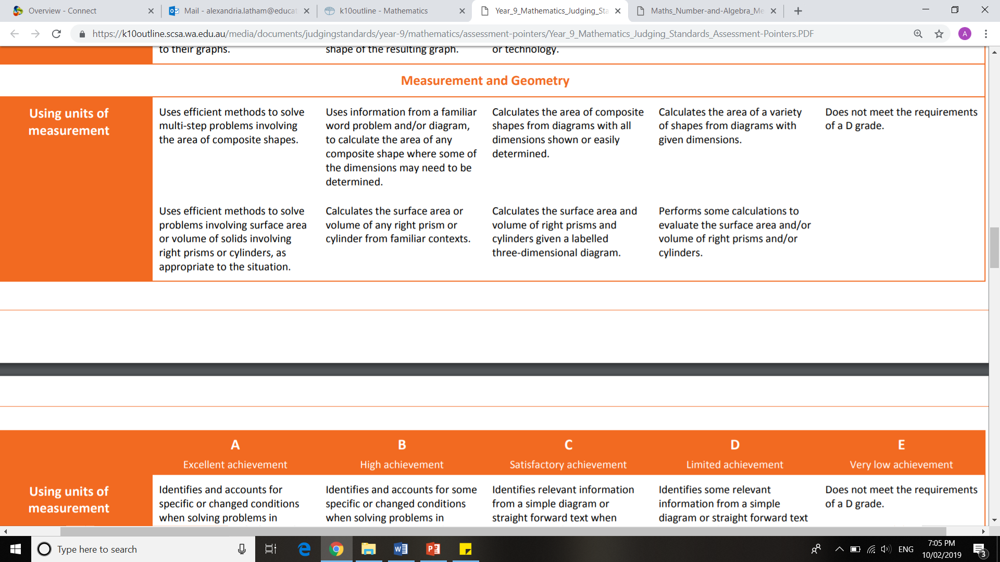 Overview - Connect
Mail - alexandria.latham@educat
k10outline - Mathematics
Year_9_Mathematics_Judging_Sta
Maths_Number-and-Algebra_Me
https://k10outline.scsa.wa.edu.au/media/documents/judgingstandards/year-9/mathematics/assessment-pointers/Year_9_Mathematics_Judging_Standards_Assessment-Pointers.PDF
A
to their graphs.
shape of the resulting graph.
or technology.
Measurement and Geometry
Using units of
measurement
Uses efficient methods to solve
multi-step problems involving
the area of composite shapes.
Uses information from a familiar
word problem and/or diagram,
to calculate the area of any
composite shape where some of
the dimensions may need to be
determined.
Calculates the area of composite
shapes from diagrams with all
dimensions shown or easily
determined.
Calculates the area of a variety
of shapes from diagrams with
given dimensions.
Does not meet the requirements
of a D grade.
Uses efficient methods to solve
problems involving surface area
or volume of solids involving
right prisms or cylinders, as
appropriate to the situation.
Calculates the surface area or
volume of any right prism or
cylinder from familiar contexts.
Calculates the surface area and
volume of right prisms and
cylinders given a labelled
three-dimensional diagram.
Performs some calculations to
evaluate the surface area and/or
volume of right prisms and/or
cylinders.
A
Excellent achievement
B
High achievement
C
Satisfactory achievement
D
Limited achievement
E
Very low achievement
Using units of
measurement
Identifies and accounts for
specific or changed conditions
when solving problems in
Identifies and accounts for some
specific or changed conditions
when solving problems in
Identifies relevant information
from a simple diagram or
straight forward text when
Identifies some relevant
information from a simple
diagram or straight forward text
Does not meet the requirements
of a D grade.
Type here to search
ENG
7:05 PM
10/02/2019
3